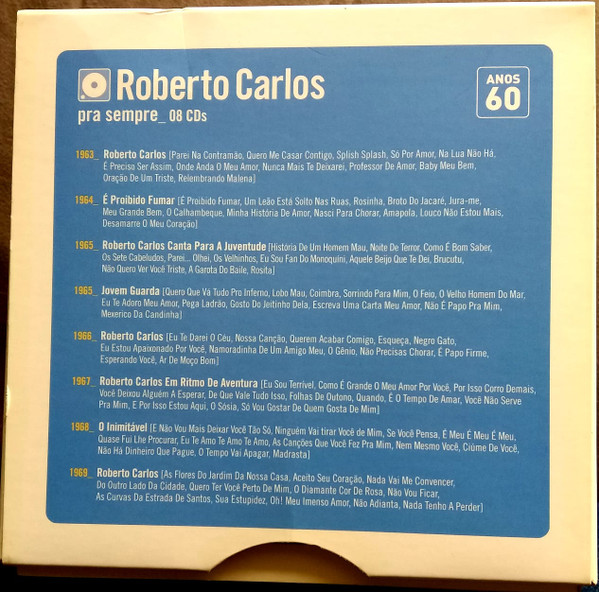 Roberto Carlos
ANOS
60
pra sempre_ 08 CDs
1963_ Roberto Carlos [Parei Na Contramão, Quero Me Casar Contigo, Splish Splash, Só Por Amor, Na Lua Não Há,
É Preciso Ser Assim, Onde Anda O Meu Amor, Nunca Mais Te Deixarei, Professor De Amor, Baby Meu Bem,
Oração De Um Triste, Relembrando Malena]
1964_ É Proibido Fumar [É Proibido Fumar, Um Leão Está Solto Nas Ruas, Rosinha, Broto Do Jacaré, Jura-me,
Meu Grande Bem, O Calhambeque, Minha História De Amor, Nasci Para Chorar, Amapola, Louco Não Estou Mais,
Desamarre O Meu Coração]
1965_ Roberto Carlos Canta Para A Juventude [História De Um Homem Mau, Noite De Terror, Como É Bom Saber,
Os Sete Cabeludos, Parei... Olhei, Os Velhinhos, Eu Sou Fan Do Monoquíni, Aquele Beijo Que Te Dei, Brucutu,
Não Quero Ver Você Triste, A Garota Do Baile, Rosita]
1965_ Jovem Guarda [Quero Que Vá Tudo Pro Inferno, Lobo Mau, Coimbra, Sorrindo Para Mim, O Feio, O Velho Homem Do Mar,
Eu Te Adoro Meu Amor, Pega Ladrão, Gosto Do Jeitinho Dela, Escreva Uma Carta Meu Amor, Não É Papo Pra Mim,
Mexerico Da Candinha]
1966_ Roberto Carlos [Eu Te Darei O Céu, Nossa Canção, Querem Acabar Comigo, Esqueça, Negro Gato,
Eu Estou Apaixonado Por Você, Namoradinha De Um Amigo Meu, O Gênio, Não Precisas Chorar, É Papo Firme,
Esperando Você, Ar De Moço Bom]
1967_ Roberto Carlos Em Ritmo De Aventura [Eu Sou Terrível, Como É Grande O Meu Amor Por Você, Por Isso Corro Demais,
Você Deixou Alguém A Esperar, De Que Vale Tudo Isso, Folhas De Outono, Quando, É O Tempo De Amar, Você Não Serve
Pra Mim, E Por Isso Estou Aqui, O Sósia, Só Vou Gostar De Quem Gosta De Mim]
1968_ O Inimitável [E Não Vou Mais Deixar Você Tão Só, Ninguém Vai tirar Você de Mim, Se Você Pensa, É Meu É Meu É Meu,
Quase Fui Lhe Procurar, Eu Te Amo Te Amo Te Amo, As Canções Que Você Fez Pra Mim, Nem Mesmo Você, Ciúme De Você,
Não Há Dinheiro Que Pague, O Tempo Vai Apagar, Madrasta]
1969_ Roberto Carlos [As Flores Do Jardim Da Nossa Casa, Aceito Seu Coração, Nada Vai Me Convencer,
Do Outro Lado Da Cidade, Quero Ter Você Perto De Mim, O Diamante Cor De Rosa, Não Vou Ficar,
As Curvas Da Estrada De Santos, Sua Estupidez, Oh! Meu Imenso Amor, Não Adianta, Nada Tenho A Perder]